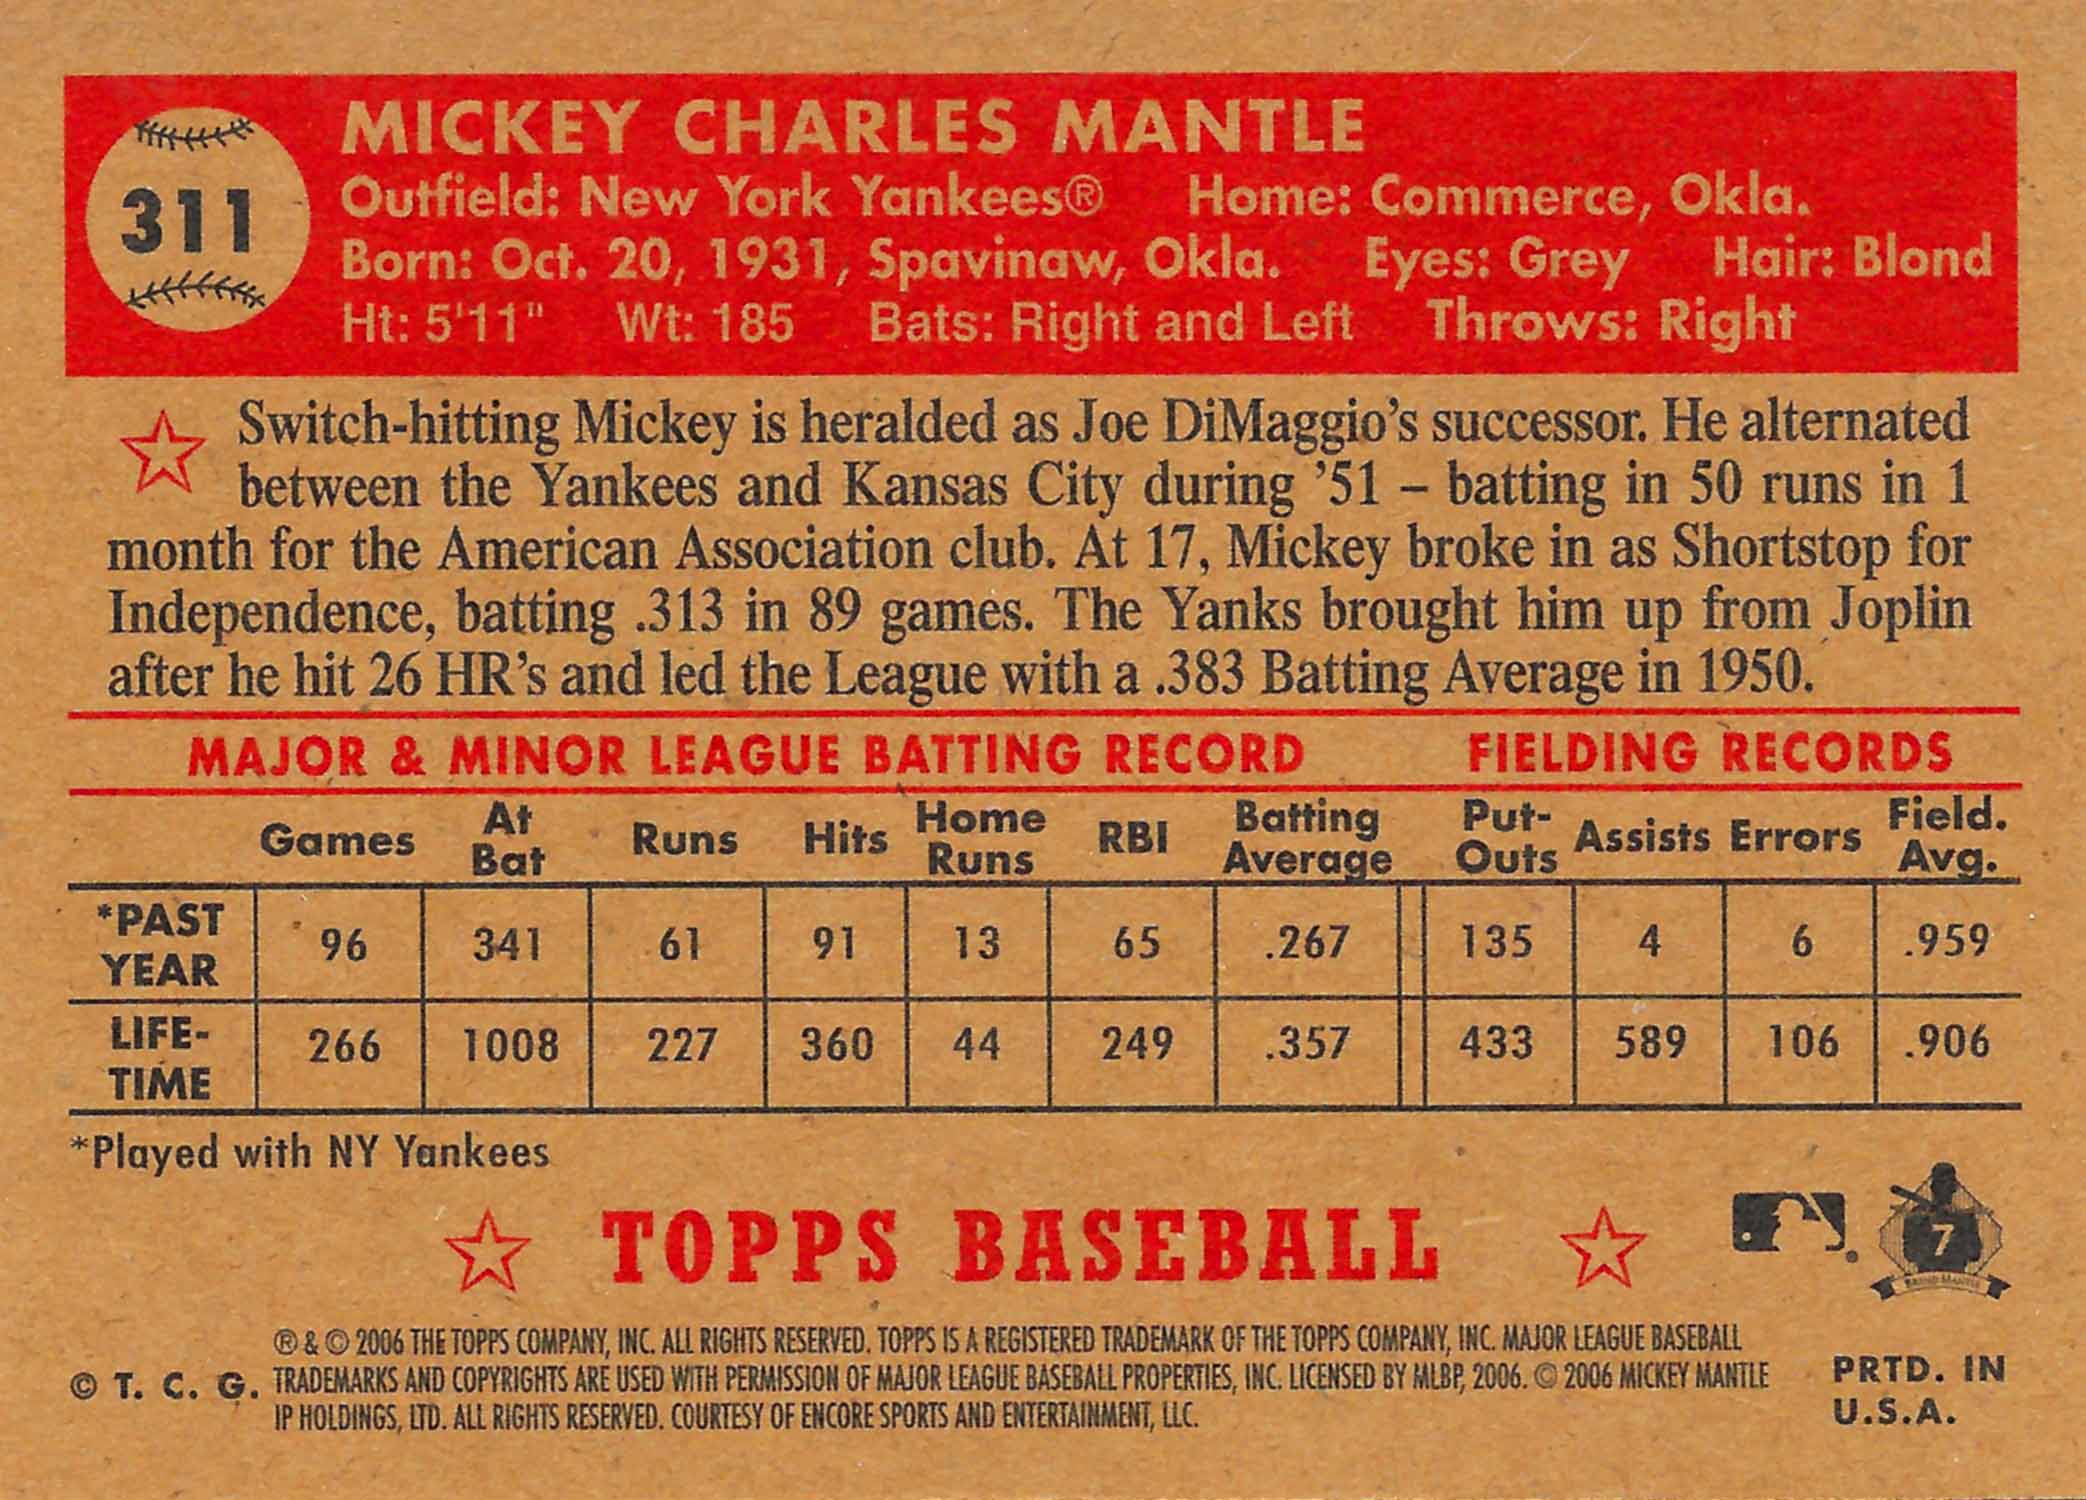 311
MICKEY CHARLES MANTLE
Outfield: New York Yankees® Home: Commerce, Okla.
Born: Oct. 20, 1931, Spavinaw, Okla. Eyes: Grey Hair: Blond
Ht: 5'11" Wt: 185 Bats: Right and Left Throws: Right
Switch-hitting Mickey is heralded as Joe DiMaggio's successor. He alternated
between the Yankees and Kansas City during '51 – batting in 50 runs in 1
month for the American Association club. At 17, Mickey broke in as Shortstop for
Independence, batting .313 in 89 games. The Yanks brought him up from Joplin
after he hit 26 HR's and led the League with a .383 Batting Average in 1950.
MAJOR & MINOR LEAGUE BATTING RECORD FIELDING RECORDS
Games At Bat Runs Hits Home Runs RBI Batting Average Put-Outs Assists Errors Field. Avg.
*PAST YEAR 96 341 61 91 13 65 .267 135 4 6 .959
LIFE-TIME 266 1008 227 360 44 249 .357 433 589 106 .906
*Played with NY Yankees
TOPPS BASEBALL
7
MICKEY MANTLE
® & © 2006 THE TOPPS COMPANY, INC. ALL RIGHTS RESERVED. TOPPS IS A REGISTERED TRADEMARK OF THE TOPPS COMPANY, INC. MAJOR LEAGUE BASEBALL
© T. C. G. TRADEMARKS AND COPYRIGHTS ARE USED WITH PERMISSION OF MAJOR LEAGUE BASEBALL PROPERTIES, INC. LICENSED BY MLBP, 2006. © 2006 MICKEY MANTLE
IP HOLDINGS, LTD. ALL RIGHTS RESERVED. COURTESY OF ENCORE SPORTS AND ENTERTAINMENT, LLC.
PRTD. IN
U.S.A.